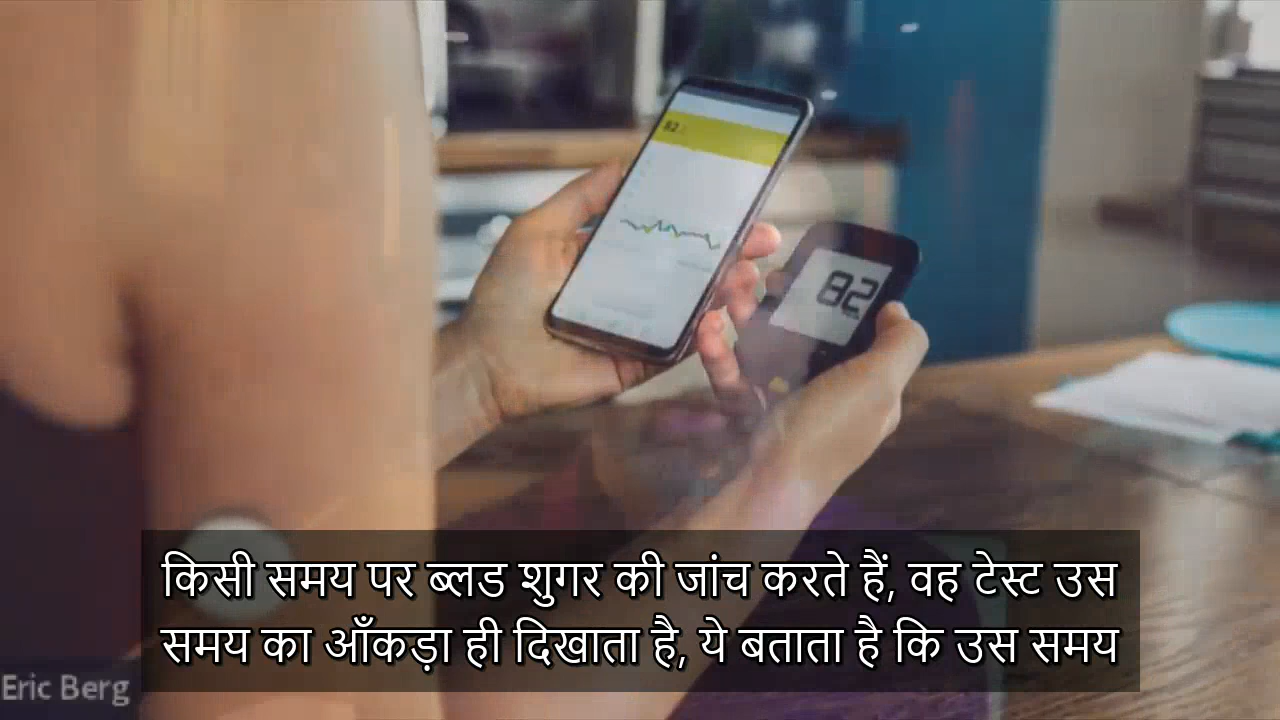 82
82
किसी समय पर ब्लड शुगर की जांच करते हैं, वह टेस्ट उस
समय का आँकड़ा ही दिखाता है, ये बताता है कि उस समय
Eric Berg